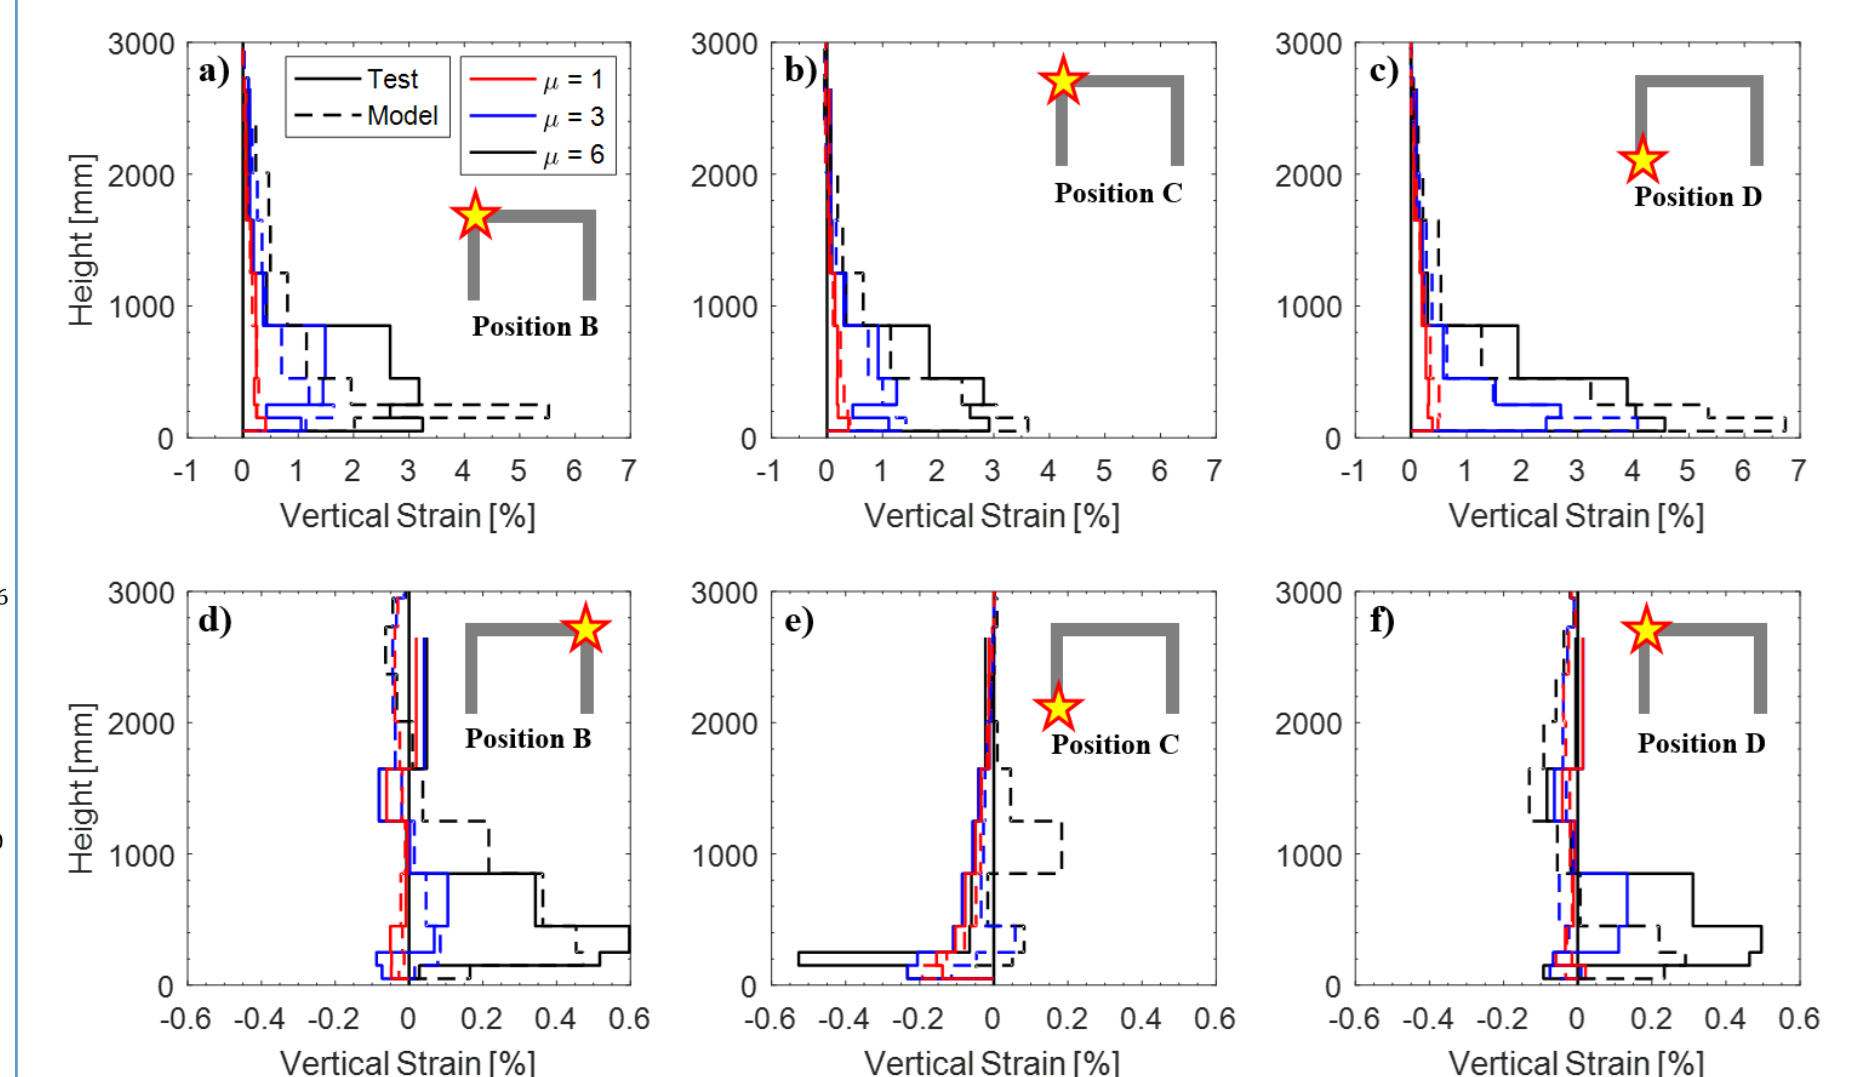 3000
2000
1000
0
Height [mm]
a)
Test
Model
μ = 1
μ = 3
μ = 6
Position B
-1 0 1 2 3 4 5 6 7
Vertical Strain [%]
3000
2000
1000
0
b)
Position C
-1 0 1 2 3 4 5 6 7
Vertical Strain [%]
3000
2000
1000
0
c)
Position D
-1 0 1 2 3 4 5 6 7
Vertical Strain [%]
6
3000
2000
1000
0
Height [mm]
d)
Position B
-0.6 -0.4 -0.2 0 0.2 0.4 0.6
Vertical Strain [%]
3000
2000
1000
0
e)
Position C
-0.6 -0.4 -0.2 0 0.2 0.4 0.6
Vertical Strain [%]
3000
2000
1000
0
f)
Position D
-0.6 -0.4 -0.2 0 0.2 0.4 0.6
Vertical Strain [%]